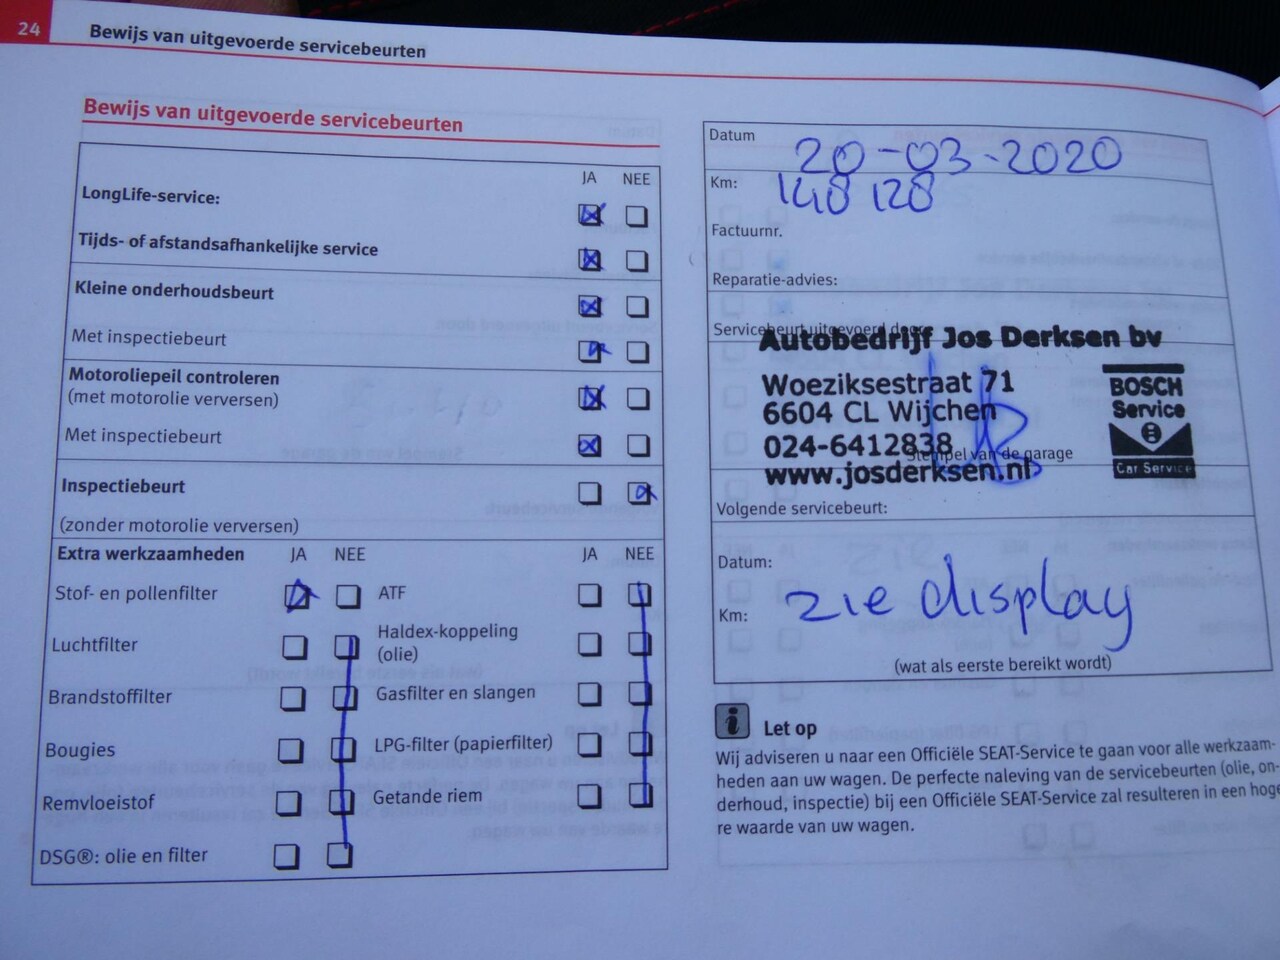 24
Bewijs van uitgevoerde servicebeurten
Bewijs van uitgevoerde servicebeurten
JA NEE
LongLife-service:
Tijds- of afstandsafhankelijke service
Kleine onderhoudsbeurt
Met inspectiebeurt
Motoroliepeil controleren
(met motorolie verversen)
Met inspectiebeurt
Inspectiebeurt
(zonder motorolie verversen)
Extra werkzaamheden JA NEE JA NEE
Stof- en pollenfilter ATF
Luchtfilter Haldex-koppeling
(olie)
Brandstoffilter Gasfilter en slangen
Bougies LPG-filter (papierfilter)
Remvloeistof Getande riem
DSG®: olie en filter
Datum 20-03-2020
Km: 148 128
Factuurnr.
Reparatie-advies:
Servicebeurt uitgevoerd door:
Autobedrijf Jos Derksen bv
Woeziksestraat 71
6604 CL Wijchen
024-6412838
Stempel van de garage
www.josderksen.nl
BOSCH
Service
Car Service
Volgende servicebeurt:
Datum:
Km: zie display
(wat als eerste bereikt wordt)
i Let op
Wij adviseren u naar een Officiële SEAT-Service te gaan voor alle werkzaam-
heden aan uw wagen. De perfecte naleving van de servicebeurten (olie, on-
derhoud, inspectie) bij een Officiële SEAT-Service zal resulteren in een hoge-
re waarde van uw wagen.